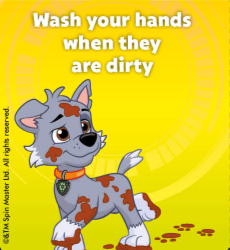 Wash your hands
when they
are dirty
©&TM Spin Master Ltd. All rights reserved.